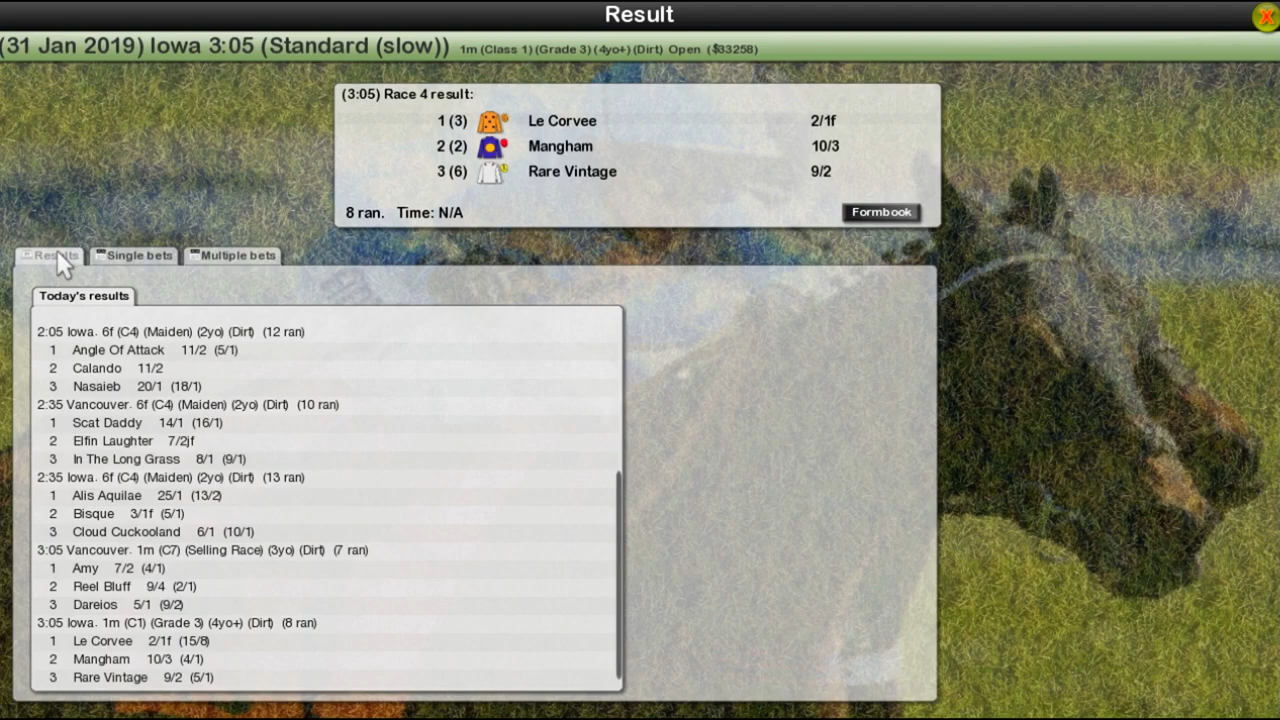 Result
(31 Jan 2019) Iowa 3:05 (Standard (slow)) 1m (Class 1) (Grade 3) (4yo+) (Dirt) Open ($33258)
(3:05) Race 4 result:
1 (3) Le Corvee 2/1f
2 (2) Mangham 10/3
3 (6) Rare Vintage 9/2
8 ran. Time: N/A Formbook
Results Single bets Multiple bets
Today's results
2:05 Iowa. 6f (C4) (Maiden) (2yo) (Dirt) (12 ran)
1 Angle Of Attack 11/2 (5/1)
2 Calando 11/2
3 Nasaieb 20/1 (18/1)
2:35 Vancouver. 6f (C4) (Maiden) (2yo) (Dirt) (10 ran)
1 Scat Daddy 14/1 (16/1)
2 Elfin Laughter 7/2jf
3 In The Long Grass 8/1 (9/1)
2:35 Iowa. 6f (C4) (Maiden) (2yo) (Dirt) (13 ran)
1 Alis Aquilae 25/1 (13/2)
2 Bisque 3/1f (5/1)
3 Cloud Cuckooland 6/1 (10/1)
3:05 Vancouver. 1m (C7) (Selling Race) (3yo) (Dirt) (7 ran)
1 Amy 7/2 (4/1)
2 Reel Bluff 9/4 (2/1)
3 Dareios 5/1 (9/2)
3:05 Iowa. 1m (C1) (Grade 3) (4yo+) (Dirt) (8 ran)
1 Le Corvee 2/1f (15/8)
2 Mangham 10/3 (4/1)
3 Rare Vintage 9/2 (5/1)